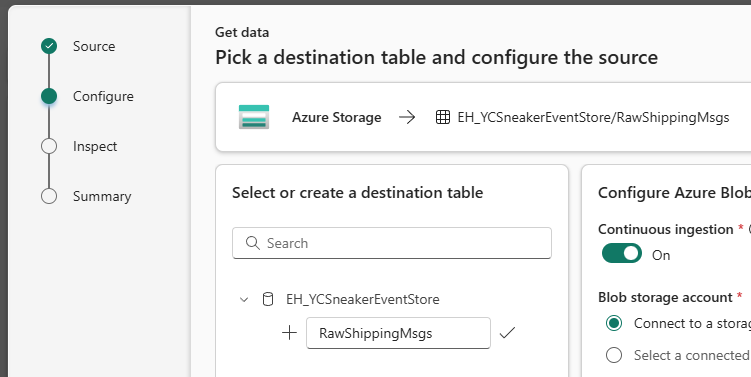 Source
Configure
Inspect
Summary
Get data
Pick a destination table and configure the source
Azure Storage
EH_YCSneakerEventStore/RawShippingMsgs
Select or create a destination table
Search
EH_YCSneakerEventStore
RawShippingMsgs
Configure Azure Blob
Continuous ingestion *
On
Blob storage account *
Connect to a storag
Select a connected